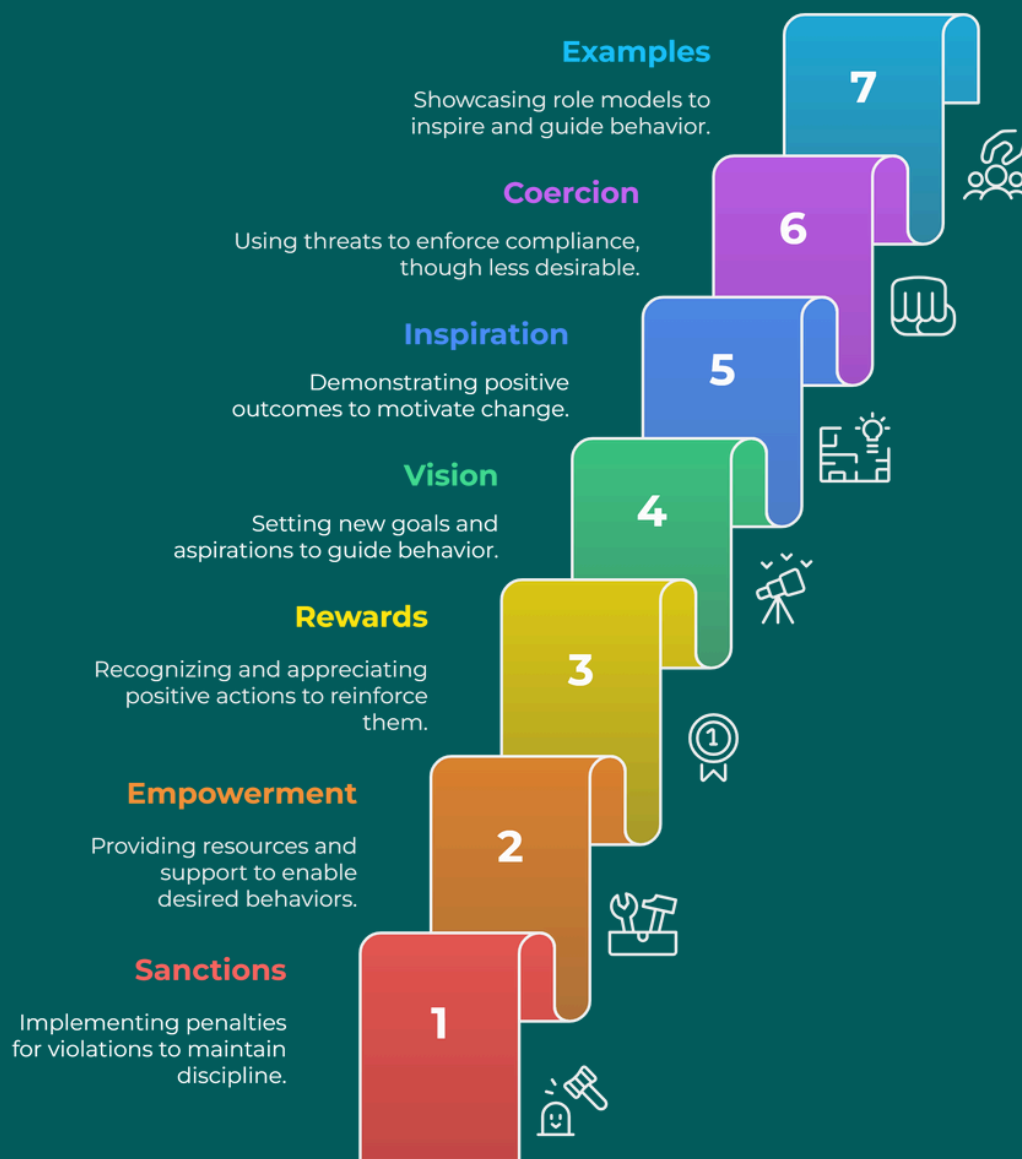 Examples
7
Showcasing role models to
inspire and guide behavior.
Coercion
6
Using threats to enforce compliance,
though less desirable.
Inspiration
5
Demonstrating positive
outcomes to motivate change.
Vision
4
Setting new goals and
aspirations to guide behavior.
Rewards
3
Recognizing and appreciating
positive actions to reinforce
them.
1
Empowerment
2
Providing resources and
support to enable
desired behaviors.
Sanctions
1
Implementing penalties
for violations to maintain
discipline.